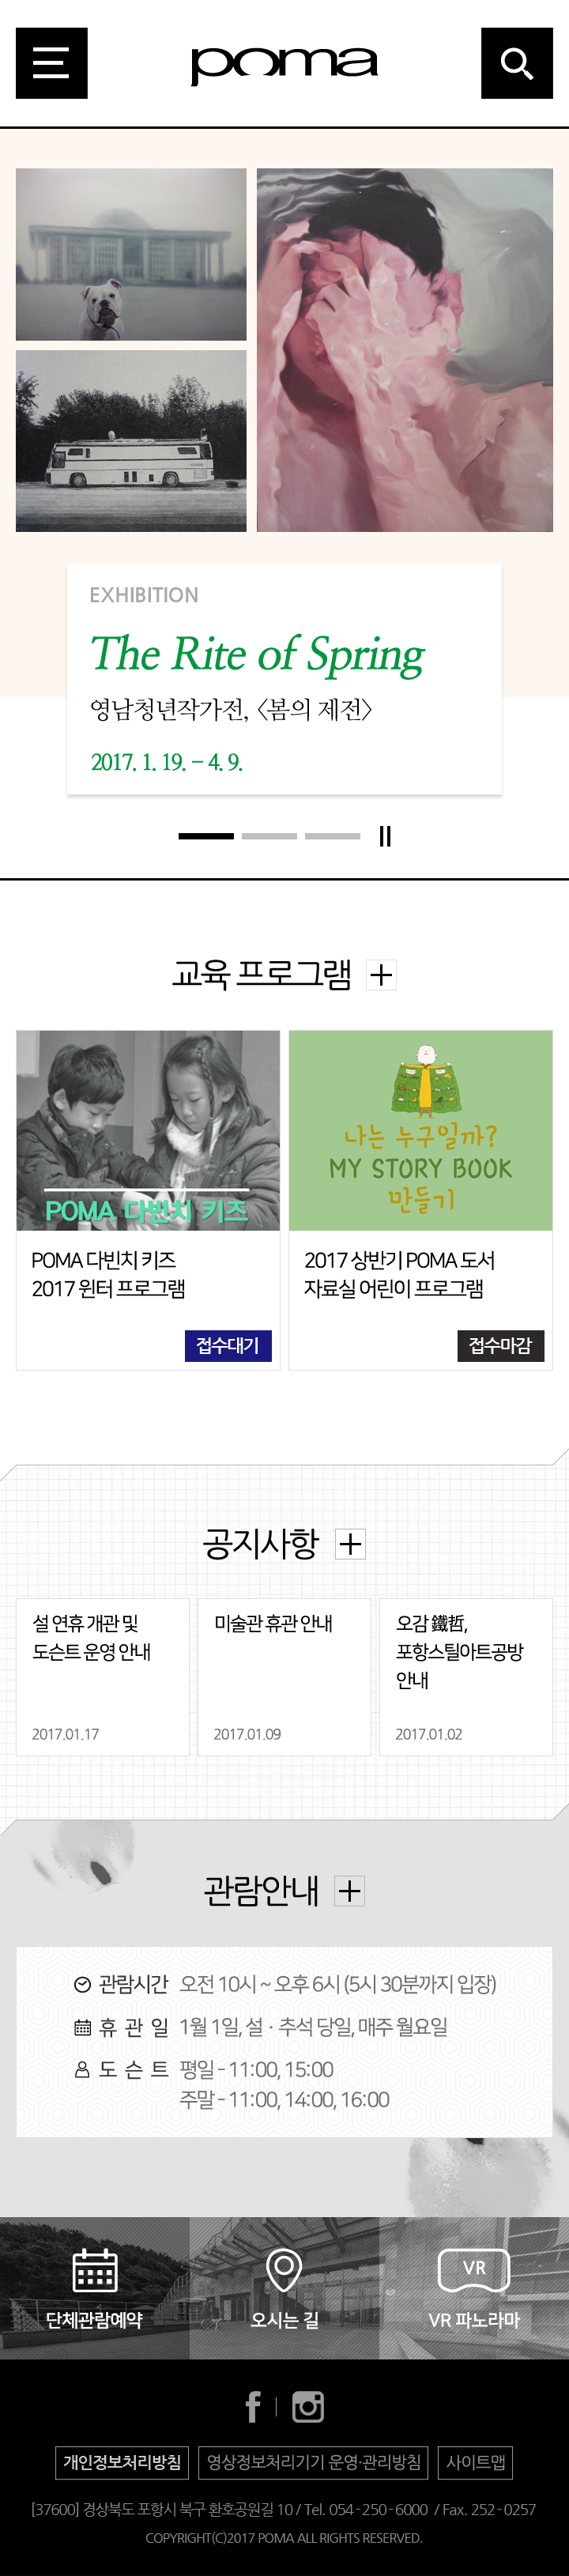 poma
EXHIBITION
The Rite of Spring
영남청년작가전, 〈봄의 제전〉
2017. 1. 19. – 4. 9.
교육 프로그램
POMA 다빈치 키즈
나는 누구일까?
MY STORY BOOK
만들기
POMA 다빈치 키즈
2017 윈터 프로그램
접수대기
2017 상반기 POMA 도서
자료실 어린이 프로그램
접수마감
공지사항
설 연휴 개관 및
도슨트 운영 안내
2017.01.17
미술관 휴관 안내
2017.01.09
오감 鐵哲,
포항스틸아트공방
안내
2017.01.02
관람안내
관람시간 오전 10시 ~ 오후 6시 (5시 30분까지 입장)
휴 관 일 1월 1일, 설 · 추석 당일, 매주 월요일
도 슨 트 평일 - 11:00, 15:00
주말 - 11:00, 14:00, 16:00
단체관람예약
오시는 길
VR
VR 파노라마
개인정보처리방침 영상정보처리기기 운영·관리방침 사이트맵
[37600] 경상북도 포항시 북구 환호공원길 10 / Tel. 054-250-6000 / Fax. 252-0257
COPYRIGHT(C)2017 POMA ALL RIGHTS RESERVED.